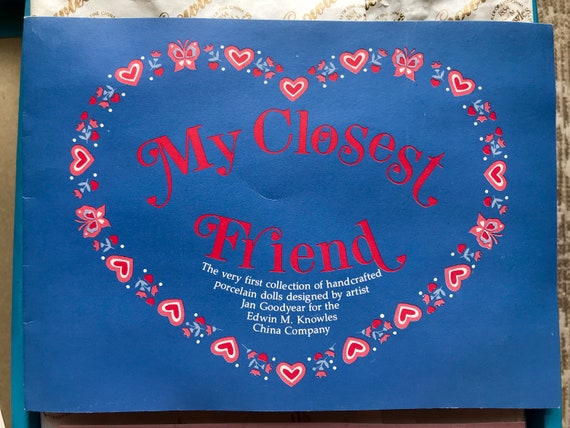 My Closest
Friend
The very first collection of handcrafted
porcelain dolls designed by artist
Jan Goodyear for the
Edwin M. Knowles
China Company